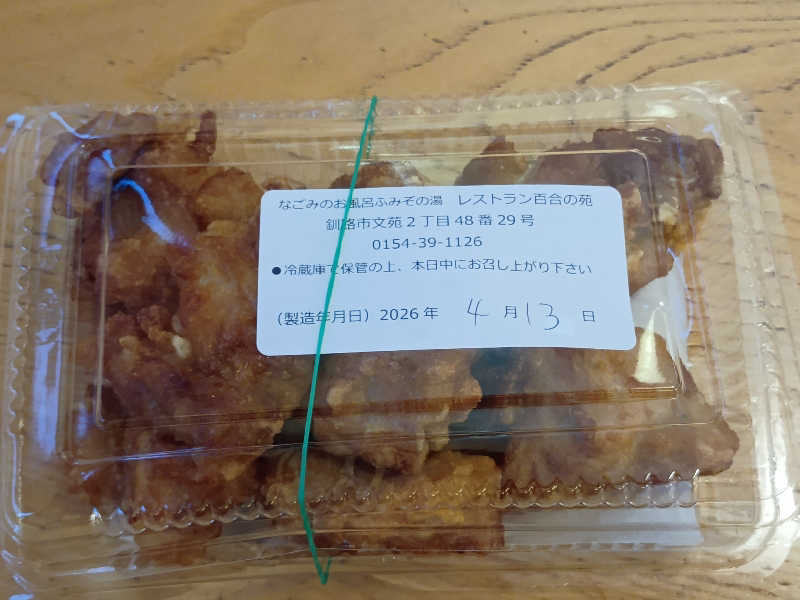 なごみのお風呂ふみぞの湯　レストラン百合の苑
釧路市文苑2丁目48番29号
0154-39-1126
●冷蔵庫で保管の上、本日中にお召し上がり下さい
（製造年月日）2026年 4月13日